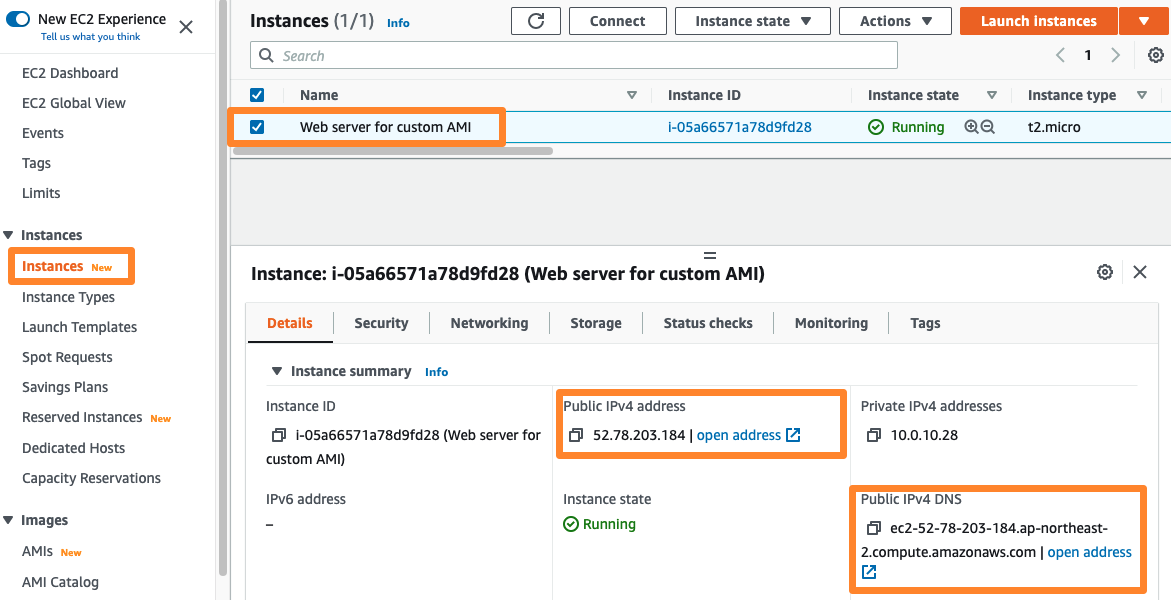 New EC2 Experience
Tell us what you think
EC2 Dashboard
EC2 Global View
Events
Tags
Limits
Instances
Instances New
Instance Types
Launch Templates
Spot Requests
Savings Plans
Reserved Instances New
Dedicated Hosts
Capacity Reservations
Images
AMIs New
AMI Catalog
Instances (1/1) Info
Connect
Instance state
Actions
Launch instances
Search
1
Name Instance ID Instance state Instance type
Web server for custom AMI i-05a66571a78d9fd28 Running t2.micro
Instance: i-05a66571a78d9fd28 (Web server for custom AMI)
Details Security Networking Storage Status checks Monitoring Tags
Instance summary Info
Instance ID
i-05a66571a78d9fd28 (Web server for
custom AMI)
Public IPv4 address
52.78.203.184 | open address
Private IPv4 addresses
10.0.10.28
IPv6 address
–
Instance state
Running
Public IPv4 DNS
ec2-52-78-203-184.ap-northeast-
2.compute.amazonaws.com | open address